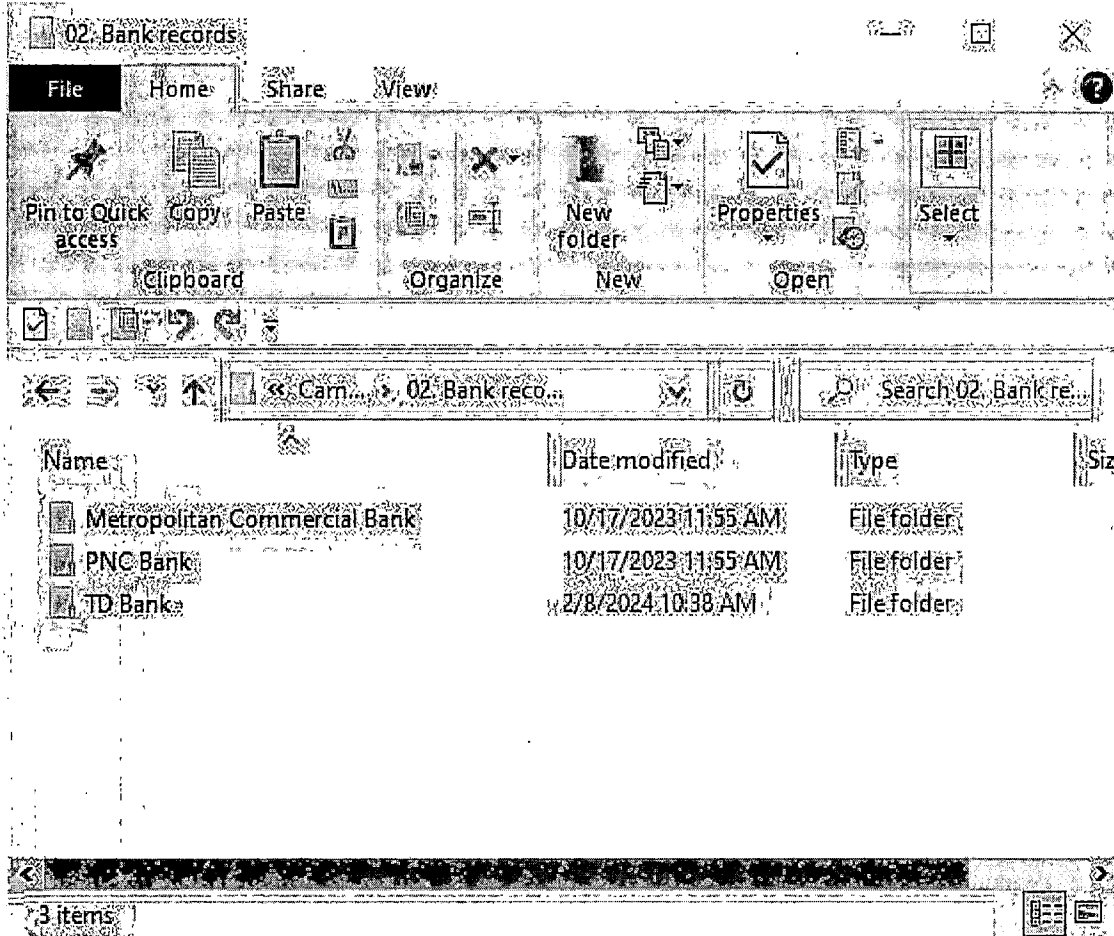 02. Bank records
File Home Share View
Pin to Quick access
Copy
Paste
Clipboard
Organize
New folder
New
Properties
Open
Select
« Cam... › 02. Bank reco...
Search 02. Bank re...
Name Date modified Type Siz
Metropolitan Commercial Bank 10/17/2023 11:55 AM File folder
PNC Bank 10/17/2023 11:55 AM File folder
TD Bank 2/8/2024 10:38 AM File folder
3 items